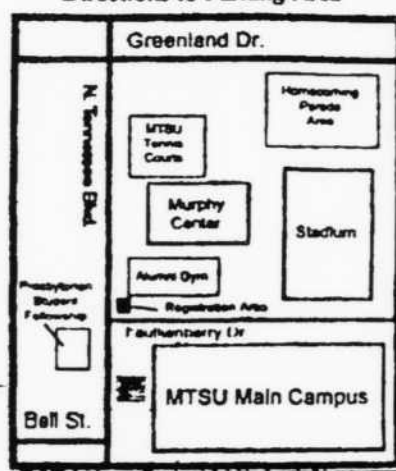 Directions to Parking Area
Greenland Dr.
N. Tennessee Blvd.
Homecoming
Parade
Area
MTSU
Tennis
Courts
Murphy
Center
Stadium
Alumni Gym
Presbyterian
Student
Fellowship
Registration Area
Faulkenberry Dr
MTSU Main Campus
Bell St.